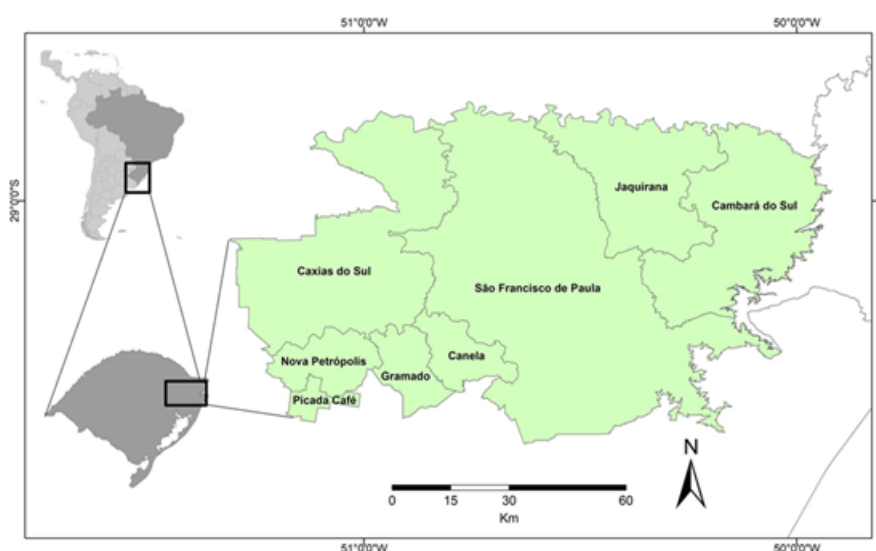 51°0'0"W 50°0'0"W
29°0'0"S
Jaquirana
Cambará do Sul
Caxias do Sul
São Francisco de Paula
Nova Petrópolis
Canela
Gramado
Picada Café
N
0 15 30 60
Km
51°0'0"W 50°0'0"W